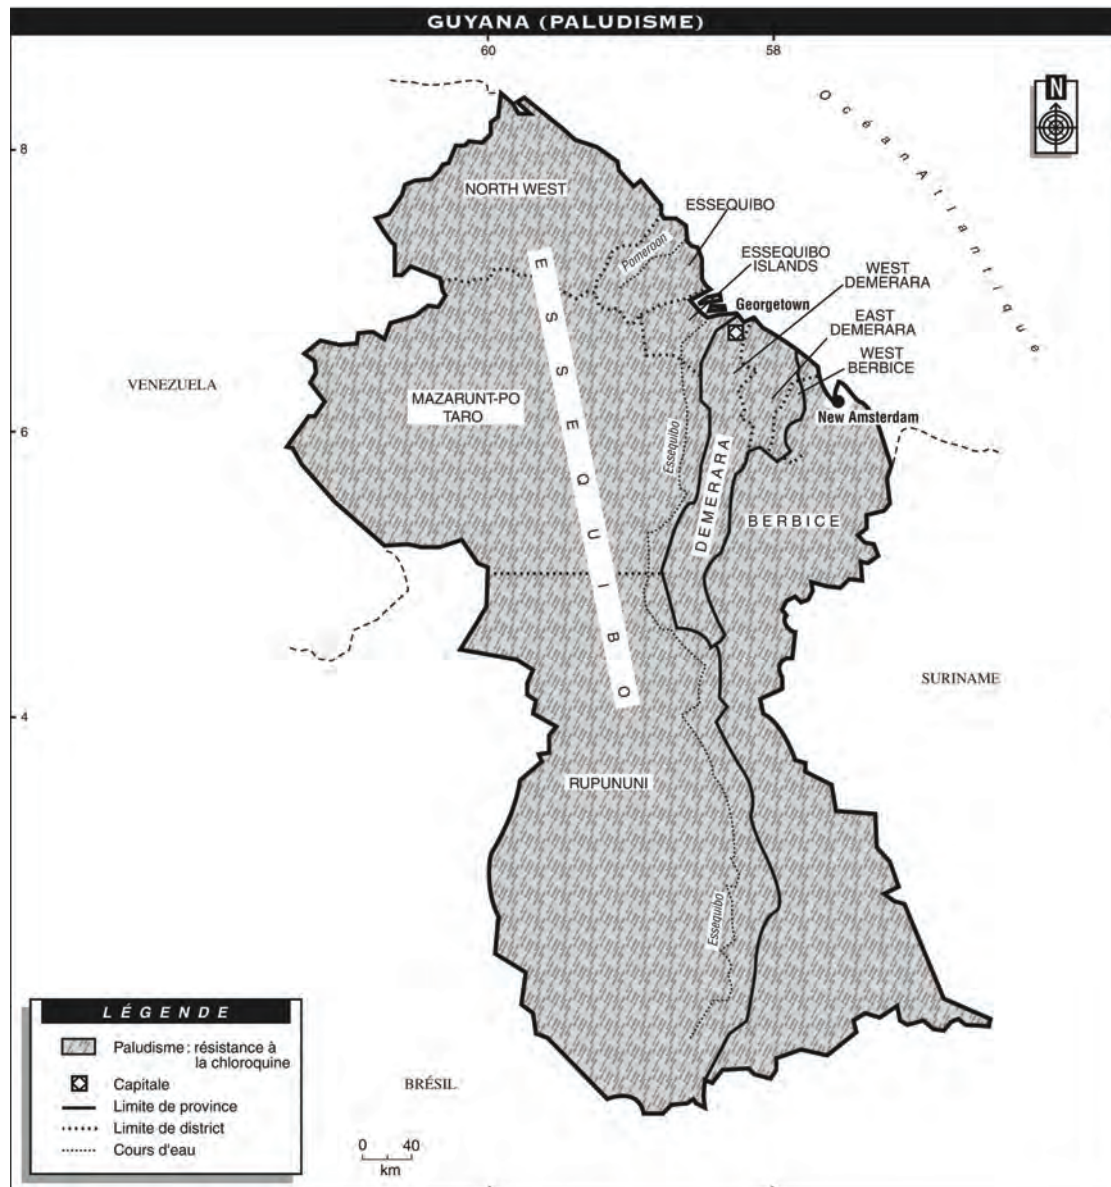 GUYANA (PALUDISME)
60
58
N
Océan Atlantique
8
NORTH WEST
ESSEQUIBO
Pomeroon
ESSEQUIBO
ISLANDS
WEST
DEMERARA
Georgetown
EAST
DEMERARA
WEST
BERBICE
VENEZUELA
MAZARUNT-PO
TARO
New Amsterdam
6
ESSEQUIBO
Essequibo
DEMERARA
BERBICE
SURINAME
4
RUPUNUNI
Essequibo
LÉGENDE
Paludisme : résistance à
la chloroquine
Capitale
Limite de province
Limite de district
Cours d'eau
BRÉSIL
0 40
km